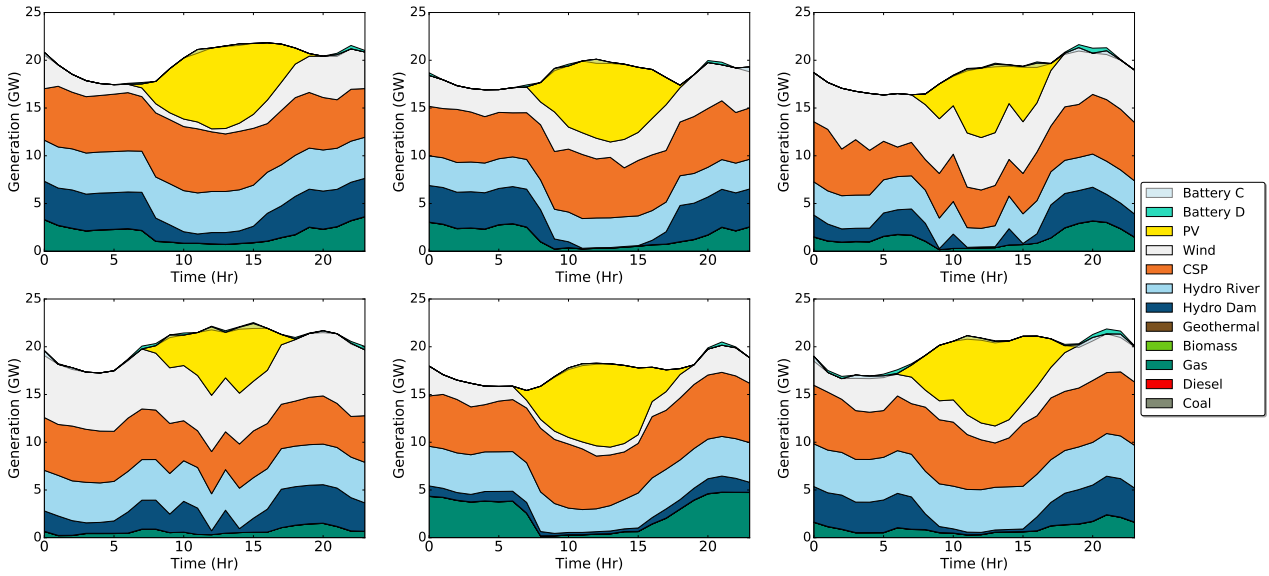 25
20
15
10
5
0
Generation (GW)
0 5 10 15 20
Time (Hr)
25
20
15
10
5
0
Generation (GW)
0 5 10 15 20
Time (Hr)
25
20
15
10
5
0
Generation (GW)
0 5 10 15 20
Time (Hr)
25
20
15
10
5
0
Generation (GW)
0 5 10 15 20
Time (Hr)
25
20
15
10
5
0
Generation (GW)
0 5 10 15 20
Time (Hr)
25
20
15
10
5
0
Generation (GW)
0 5 10 15 20
Time (Hr)
Battery C
Battery D
PV
Wind
CSP
Hydro River
Hydro Dam
Geothermal
Biomass
Gas
Diesel
Coal